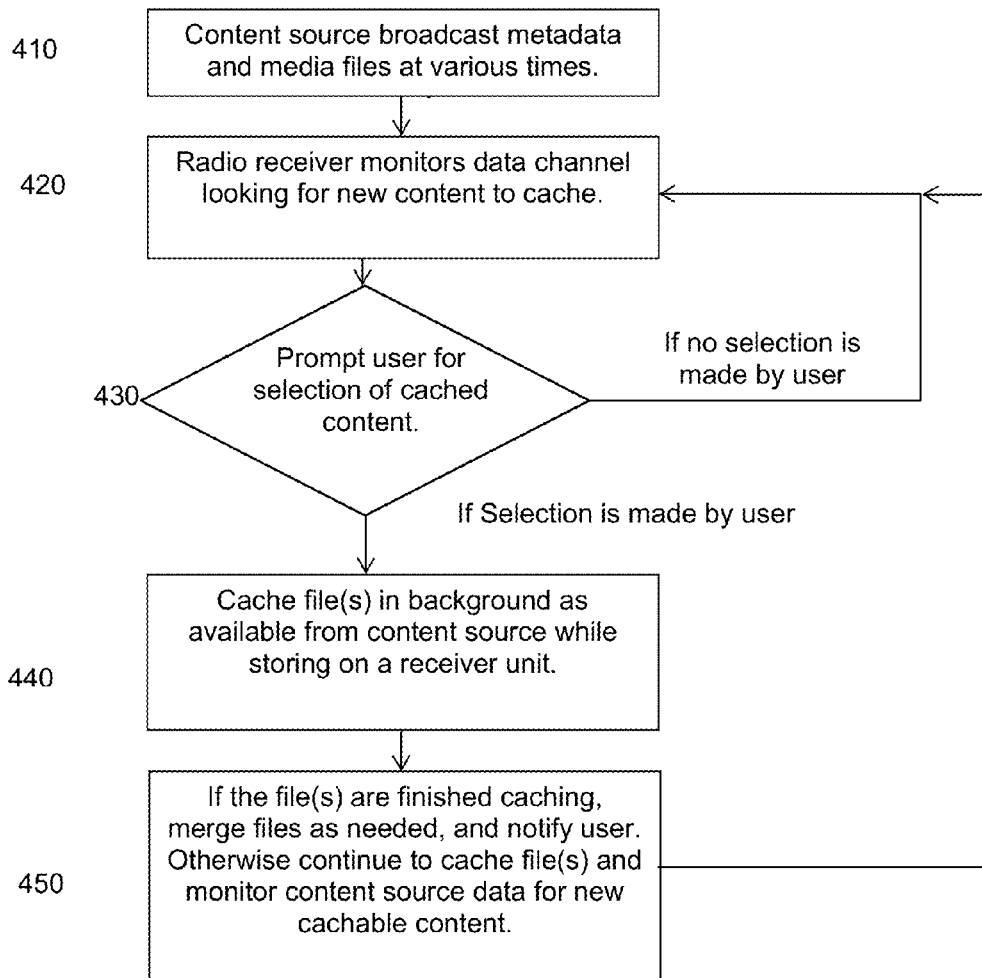 410
Content source broadcast metadata
and media files at various times.
420
Radio receiver monitors data channel
looking for new content to cache.
430
Prompt user for
selection of cached
content.
If no selection is
made by user
If Selection is made by user
440
Cache file(s) in background as
available from content source while
storing on a receiver unit.
450
If the file(s) are finished caching,
merge files as needed, and notify user.
Otherwise continue to cache file(s) and
monitor content source data for new
cachable content.